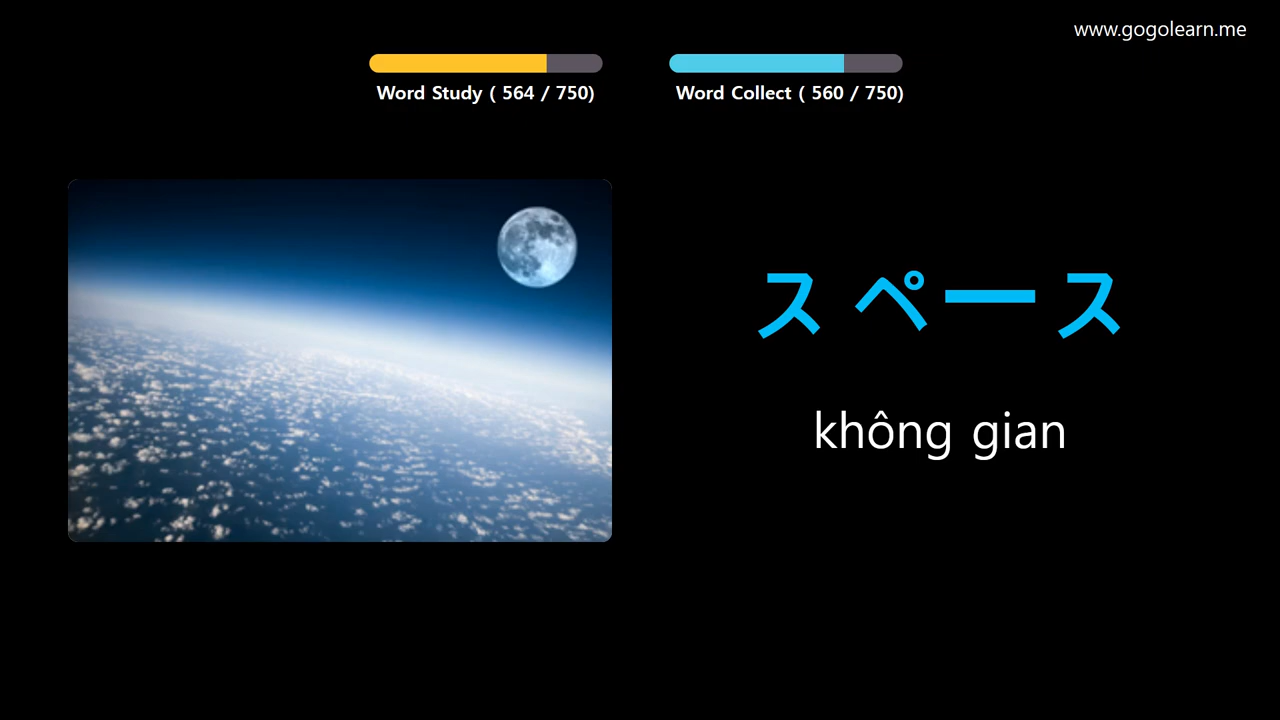 www.gogolearn.me
Word Study ( 564 / 750)
Word Collect ( 560 / 750)
スペース
không gian